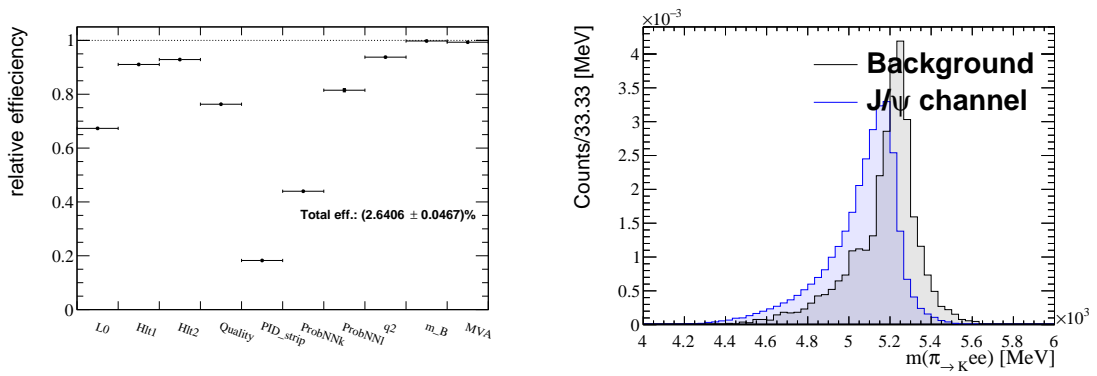 relative effieciency
1
0.8
0.6
0.4
0.2
0
Total eff.: (2.6406 ± 0.0467)%
L0
Hlt1
Hlt2
Quality
PID_strip
ProbNNk
ProbNNl
q2
m_B
MVA
×10⁻³
Counts/33.33 [MeV]
4
3.5
3
2.5
2
1.5
1
0.5
0
Background
J/ψ channel
4 4.2 4.4 4.6 4.8 5 5.2 5.4 5.6 5.8 6
×10³
m(π→K ee) [MeV]